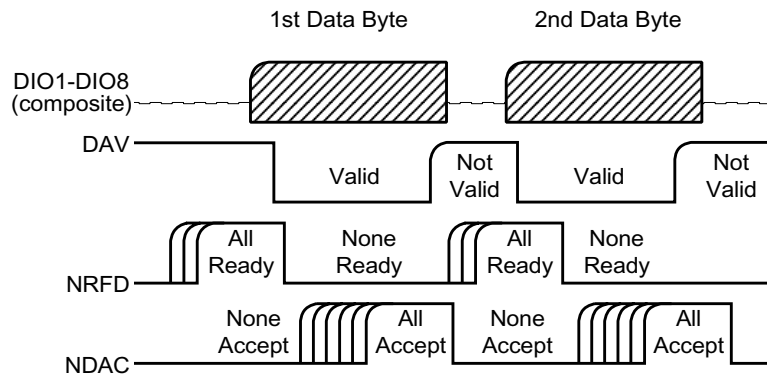 1st Data Byte 2nd Data Byte
DIO1-DIO8
(composite)
DAV
Valid
Not
Valid
Valid
Not
Valid
NRFD
All
Ready
None
Ready
All
Ready
None
Ready
NDAC
None
Accept
All
Accept
None
Accept
All
Accept